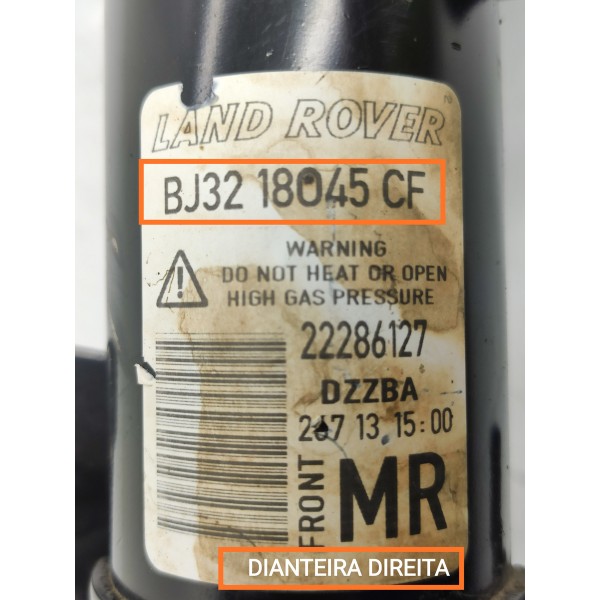 LAND ROVER
BJ32 18045 CF
WARNING
DO NOT HEAT OR OPEN
HIGH GAS PRESSURE
22286127
DZZBA
267 13 15:00
FRONT
MR
DIANTEIRA DIREITA